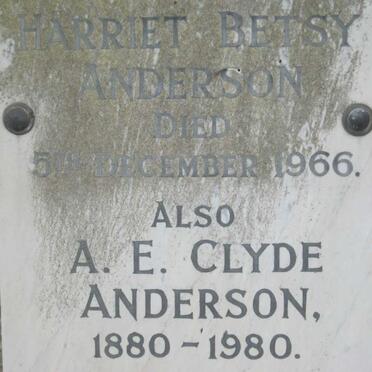 HARRIET BETSY
ANDERSON
DIED
5TH DECEMBER 1966.
ALSO
A. E. CLYDE
ANDERSON,
1880 - 1980.